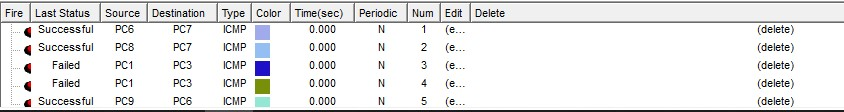 Fire Last Status Source Destination Type Color Time(sec) Periodic Num Edit Delete
Successful PC6 PC7 ICMP 0.000 N 1 (e... (delete)
Successful PC8 PC7 ICMP 0.000 N 2 (e... (delete)
Failed PC1 PC3 ICMP 0.000 N 3 (e... (delete)
Failed PC1 PC3 ICMP 0.000 N 4 (e... (delete)
Successful PC9 PC6 ICMP 0.000 N 5 (e... (delete)